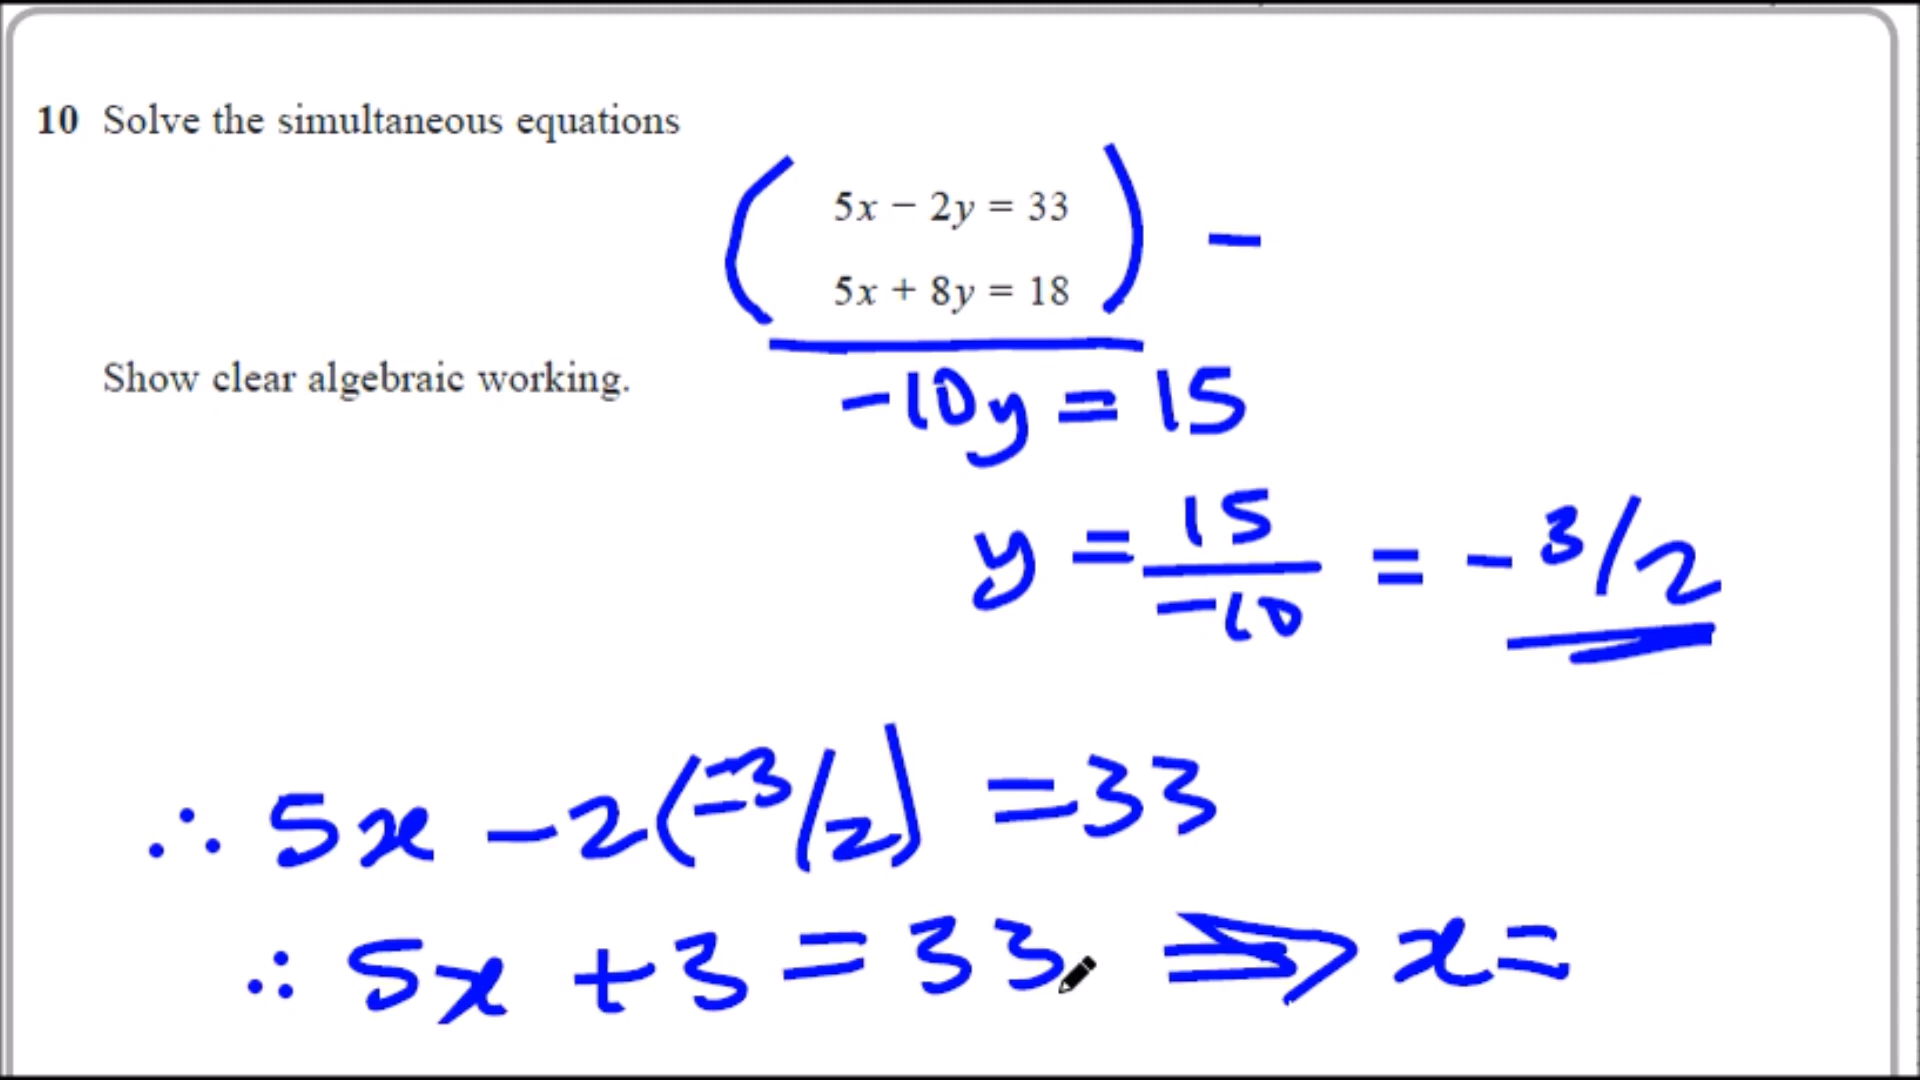 10 Solve the simultaneous equations
( 5x − 2y = 33 ) −
5x + 8y = 18
Show clear algebraic working.
-10y = 15
y = 15/-10 = -3/2
∴ 5x - 2(-3/2) = 33
∴ 5x + 3 = 33 ⇒ x =